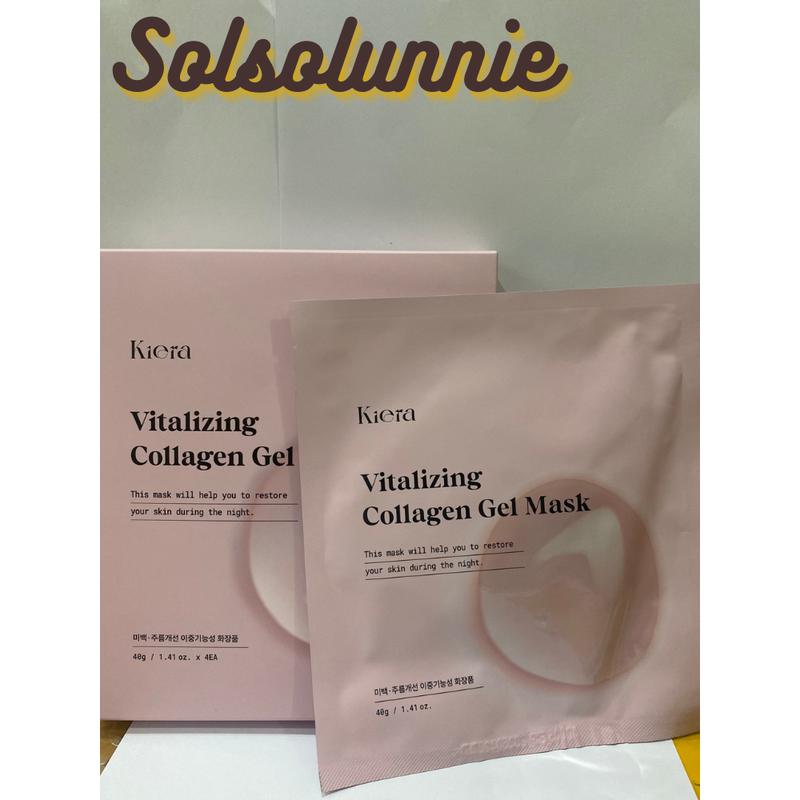 Solsolunnie
Kiera
Vitalizing
Collagen Gel
This mask will help you to restore
your skin during the night.
미백·주름개선 이중기능성 화장품
40g / 1.41 oz. x 4EA
Kiera
Vitalizing
Collagen Gel Mask
This mask will help you to restore
your skin during the night.
미백·주름개선 이중기능성 화장품
40g / 1.41 oz.